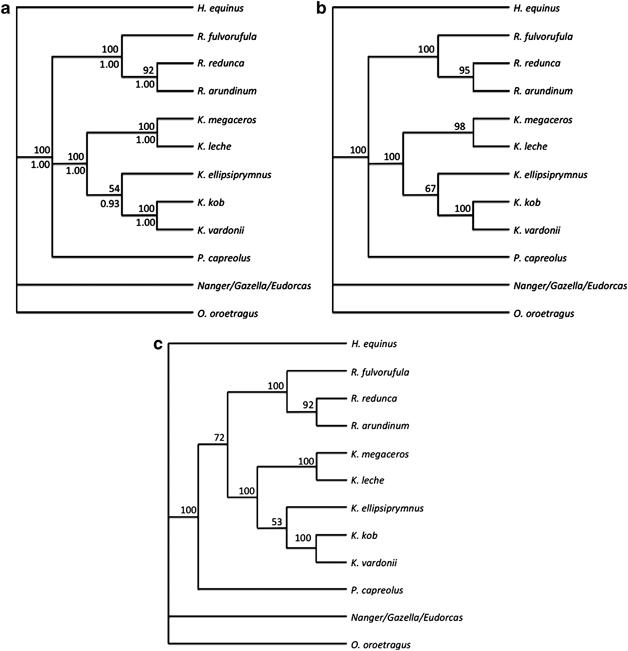 a
H. equinus
R. fulvorufula
100
1.00
R. redunca
92
1.00
R. arundinum
K. megaceros
100
1.00
K. leche
100
1.00
100
1.00
K. ellipsiprymnus
54
0.93
K. kob
100
1.00
K. vardonii
P. capreolus
Nanger/Gazella/Eudorcas
O. oroetragus
b
H. equinus
R. fulvorufula
100
R. redunca
95
R. arundinum
K. megaceros
98
K. leche
100
100
K. ellipsiprymnus
67
K. kob
100
K. vardonii
P. capreolus
Nanger/Gazella/Eudorcas
O. oroetragus
c
H. equinus
R. fulvorufula
100
R. redunca
92
R. arundinum
72
K. megaceros
100
K. leche
100
K. ellipsiprymnus
100
53
K. kob
100
K. vardonii
P. capreolus
Nanger/Gazella/Eudorcas
O. oroetragus